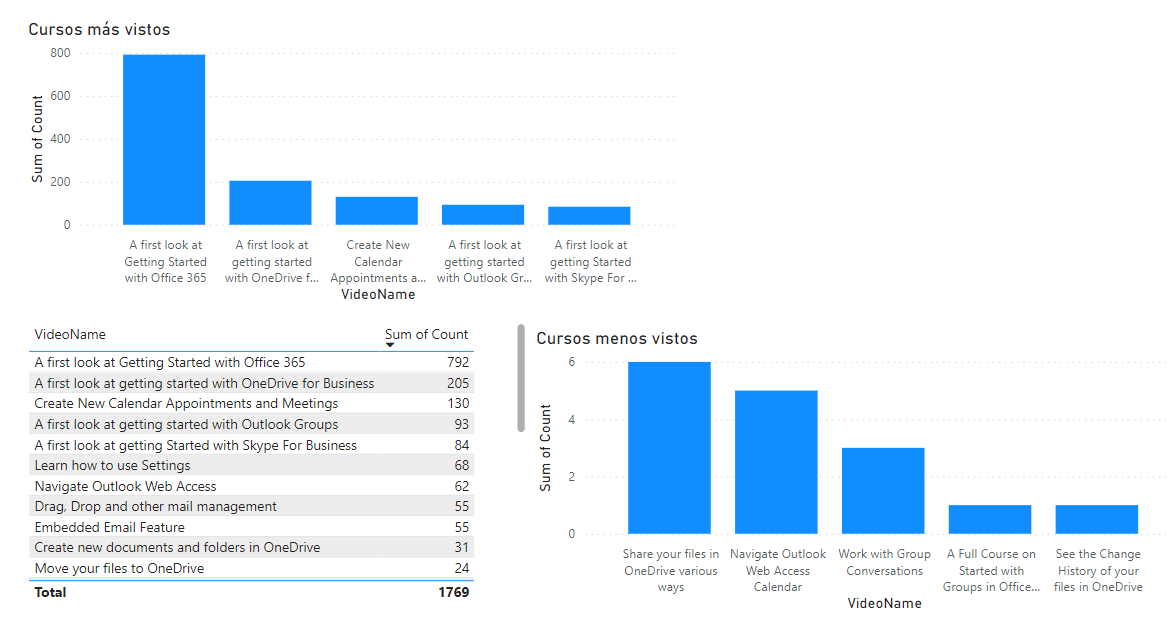 Cursos más vistos
Sum of Count
800
600
400
200
0
A first look at
Getting Started
with Office 365
A first look at
getting started
with OneDrive f...
Create New
Calendar
Appointments a...
A first look at
getting started
with Outlook Gr...
A first look at
getting Started
with Skype For ...
VideoName
VideoName Sum of Count
A first look at Getting Started with Office 365 792
A first look at getting started with OneDrive for Business 205
Create New Calendar Appointments and Meetings 130
A first look at getting started with Outlook Groups 93
A first look at getting Started with Skype For Business 84
Learn how to use Settings 68
Navigate Outlook Web Access 62
Drag, Drop and other mail management 55
Embedded Email Feature 55
Create new documents and folders in OneDrive 31
Move your files to OneDrive 24
Total 1769
Cursos menos vistos
Sum of Count
6
4
2
0
Share your files in
OneDrive various
ways
Navigate Outlook
Web Access
Calendar
Work with Group
Conversations
A Full Course on
Started with
Groups in Office...
See the Change
History of your
files in OneDrive
VideoName